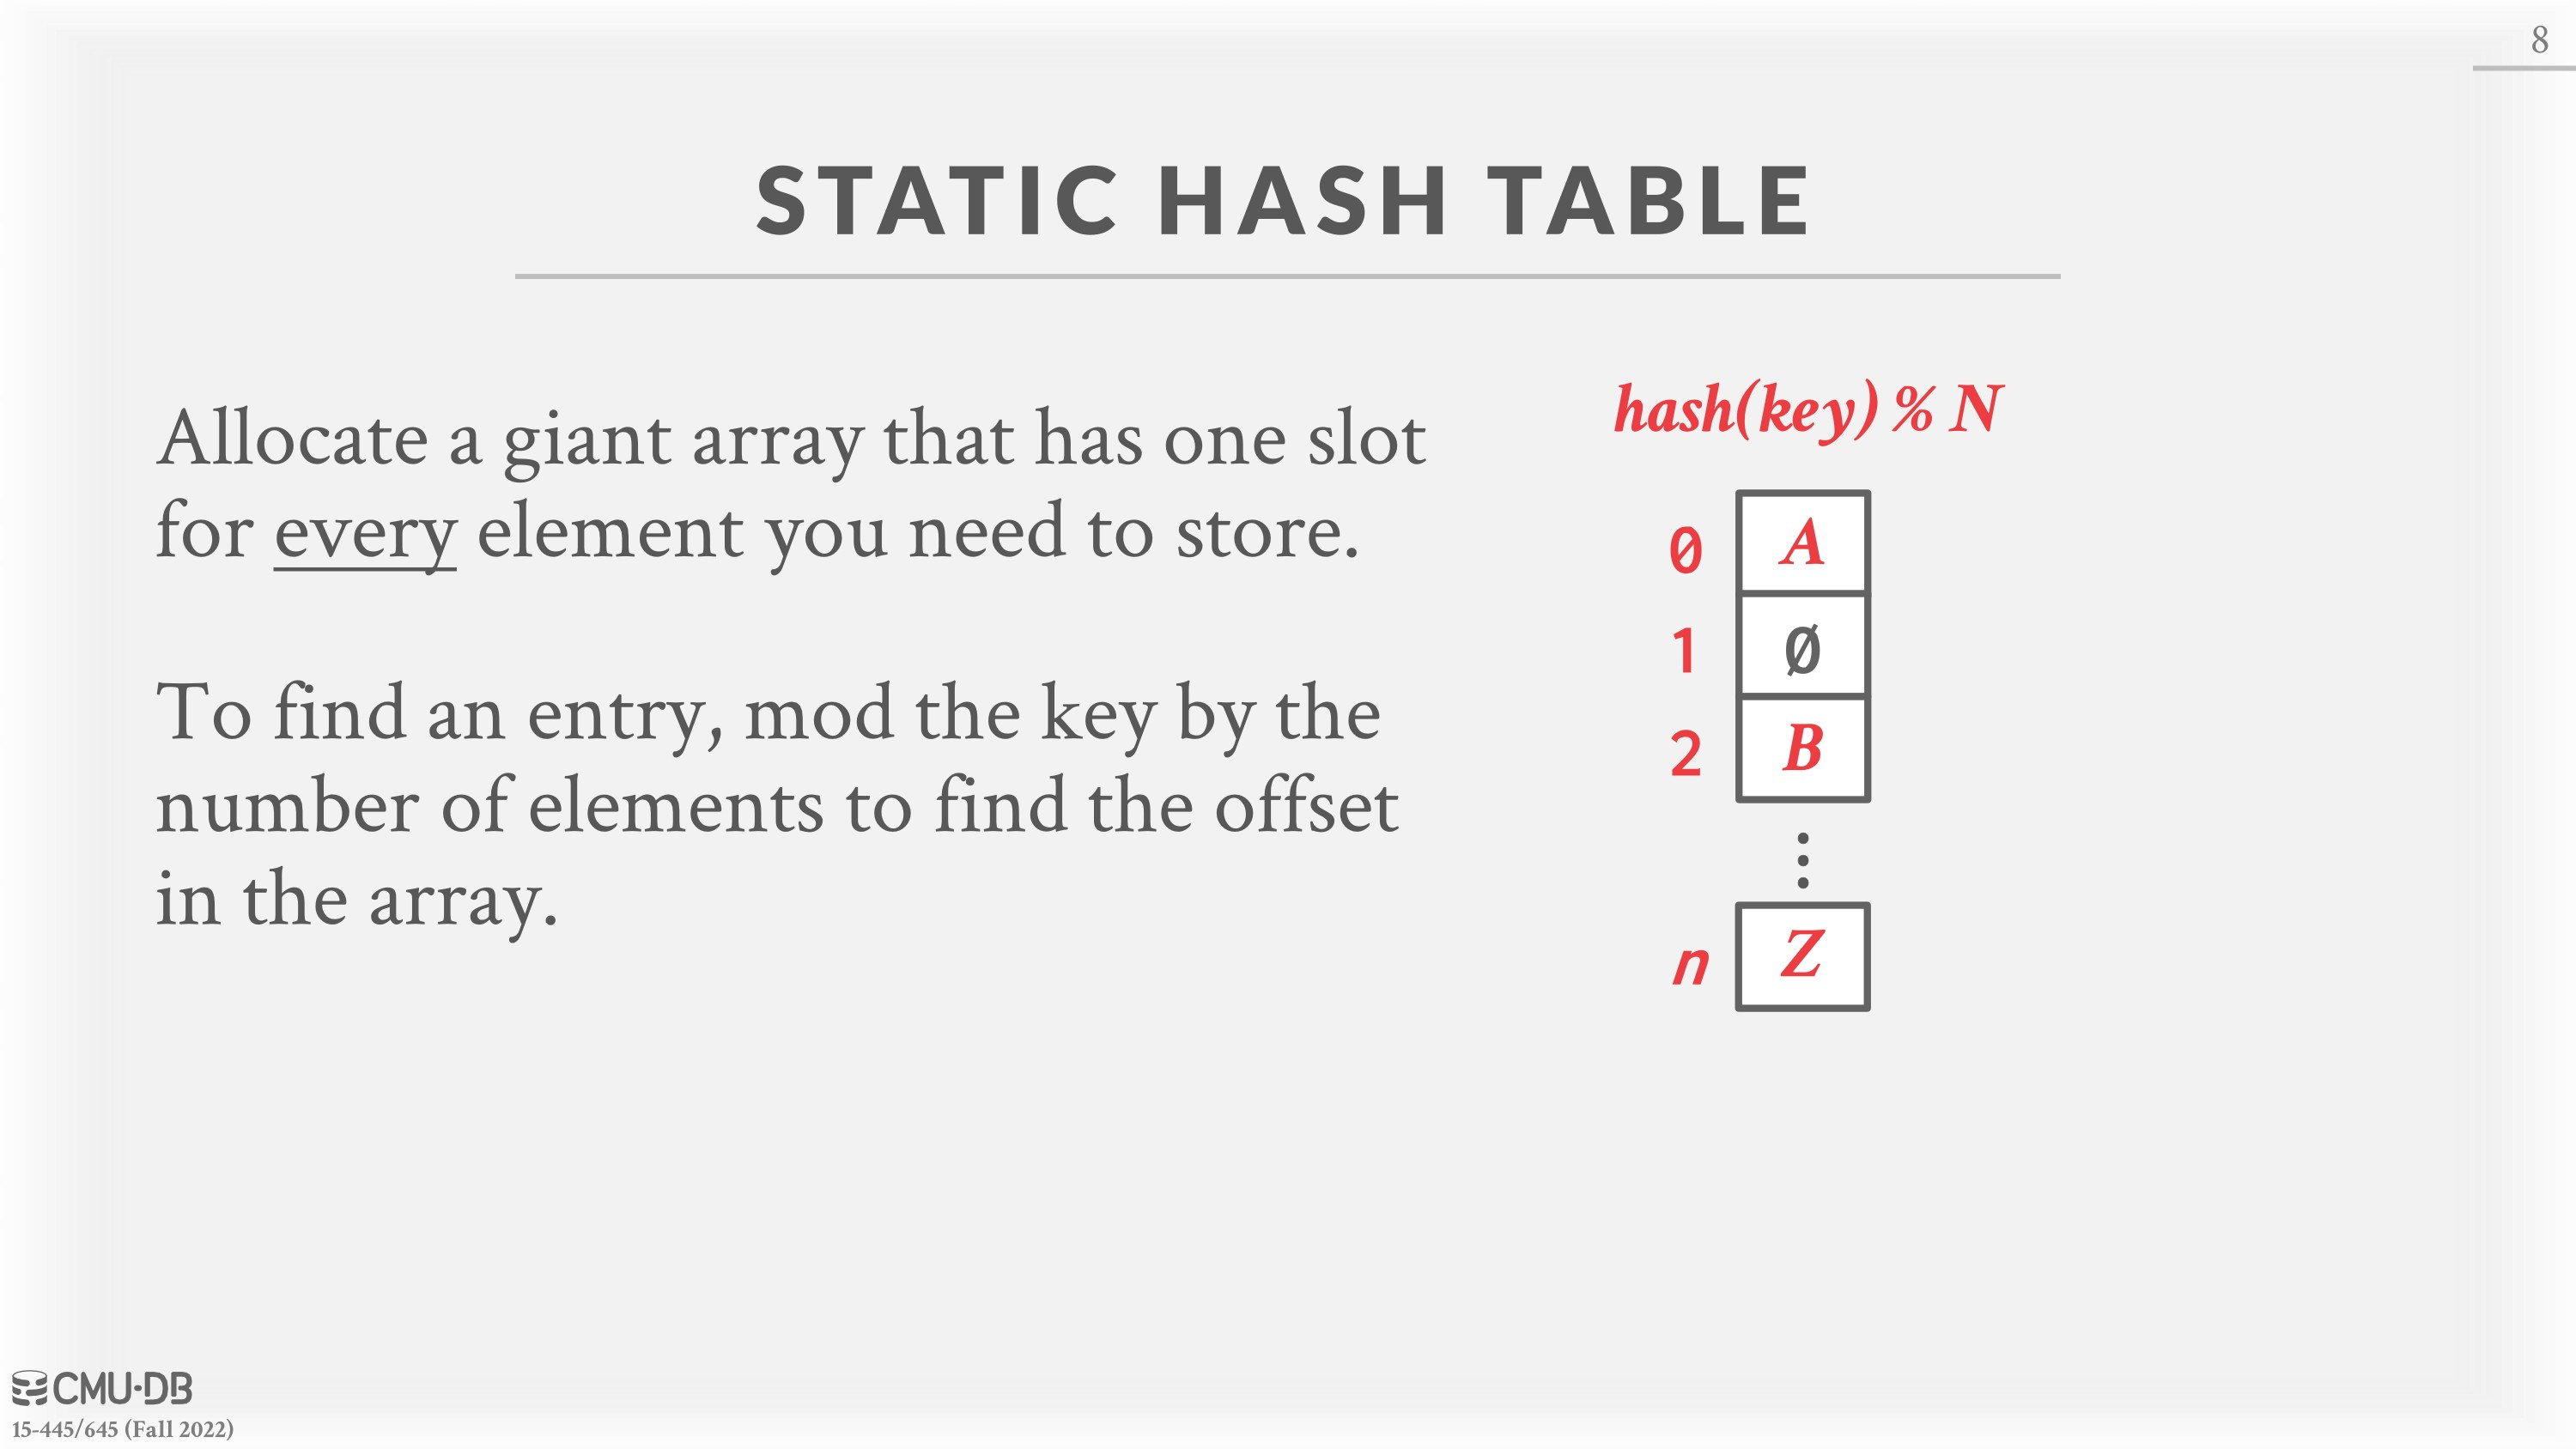 8
STATIC HASH TABLE
Allocate a giant array that has one slot
for every element you need to store.
To find an entry, mod the key by the
number of elements to find the offset
in the array.
hash(key) % N
0 A
1 Ø
2 B
⋮
n Z
CMU·DB
15-445/645 (Fall 2022)